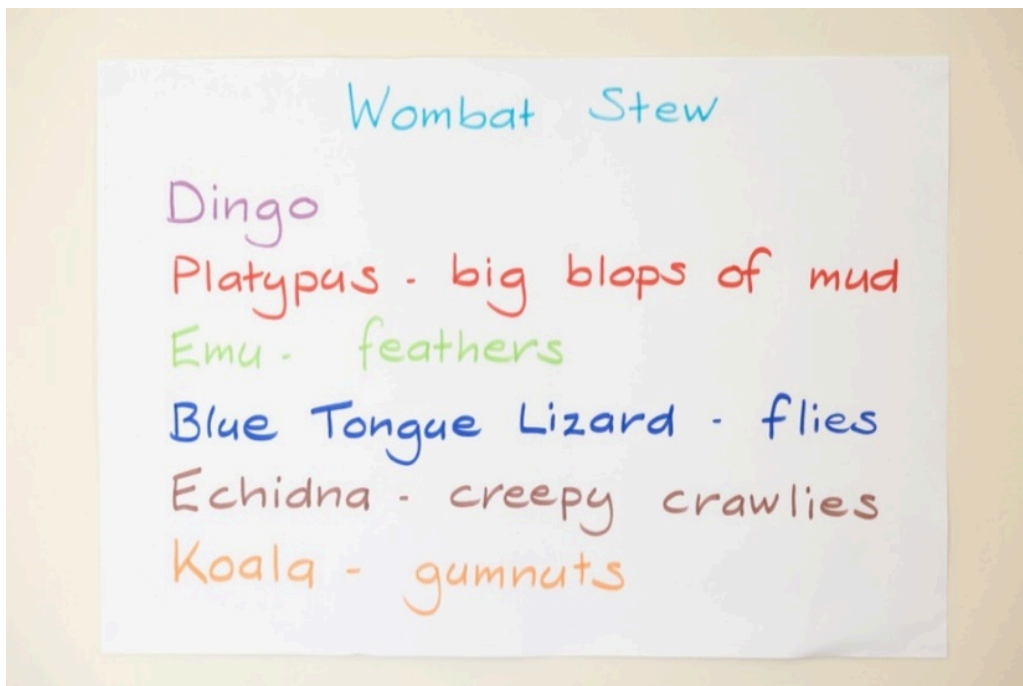 Wombat Stew
Dingo
Platypus - big blops of mud
Emu - feathers
Blue Tongue Lizard - flies
Echidna - creepy crawlies
Koala - gumnuts